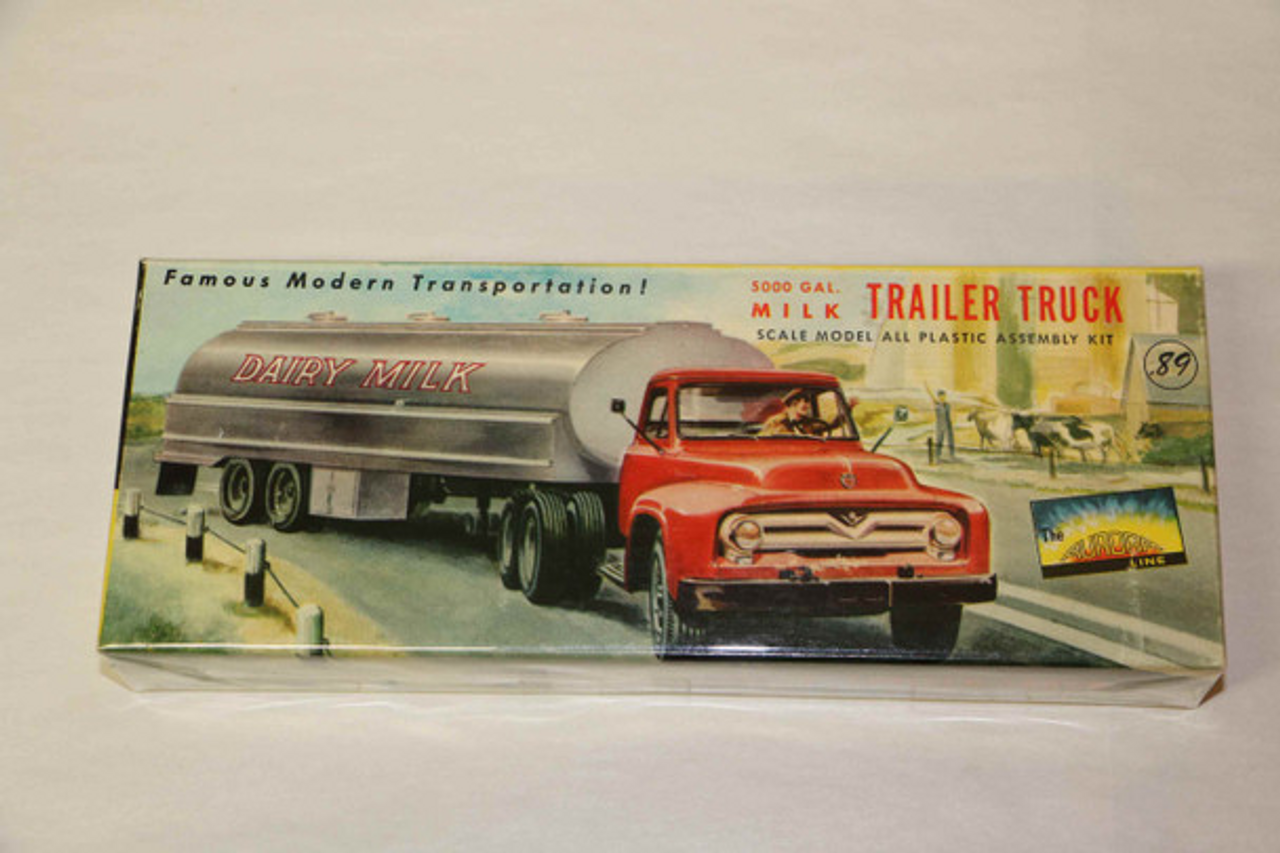 Famous Modern Transportation!
5000 GAL.
MILK TRAILER TRUCK
SCALE MODEL ALL PLASTIC ASSEMBLY KIT
.89
DAIRY MILK
The
AURORA
LINE